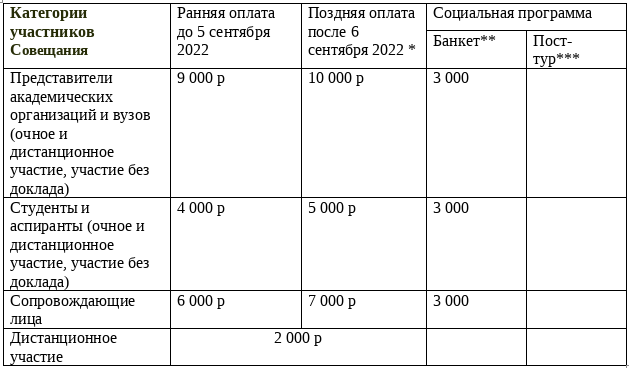 Категории
участников
Совещания
Ранняя оплата
до 5 сентября
2022
Поздняя оплата
после 6
сентября 2022 *
Социальная программа
Банкет**
Пост-
тур***
Представители
академических
организаций и вузов
(очное и
дистанционное
участие, участие без
доклада)
9 000 р
10 000 р
3 000
Студенты и
аспиранты (очное и
дистанционное
участие, участие без
доклада)
4 000 р
5 000 р
3 000
Сопровождающие
лица
6 000 р
7 000 р
3 000
Дистанционное
участие
2 000 р